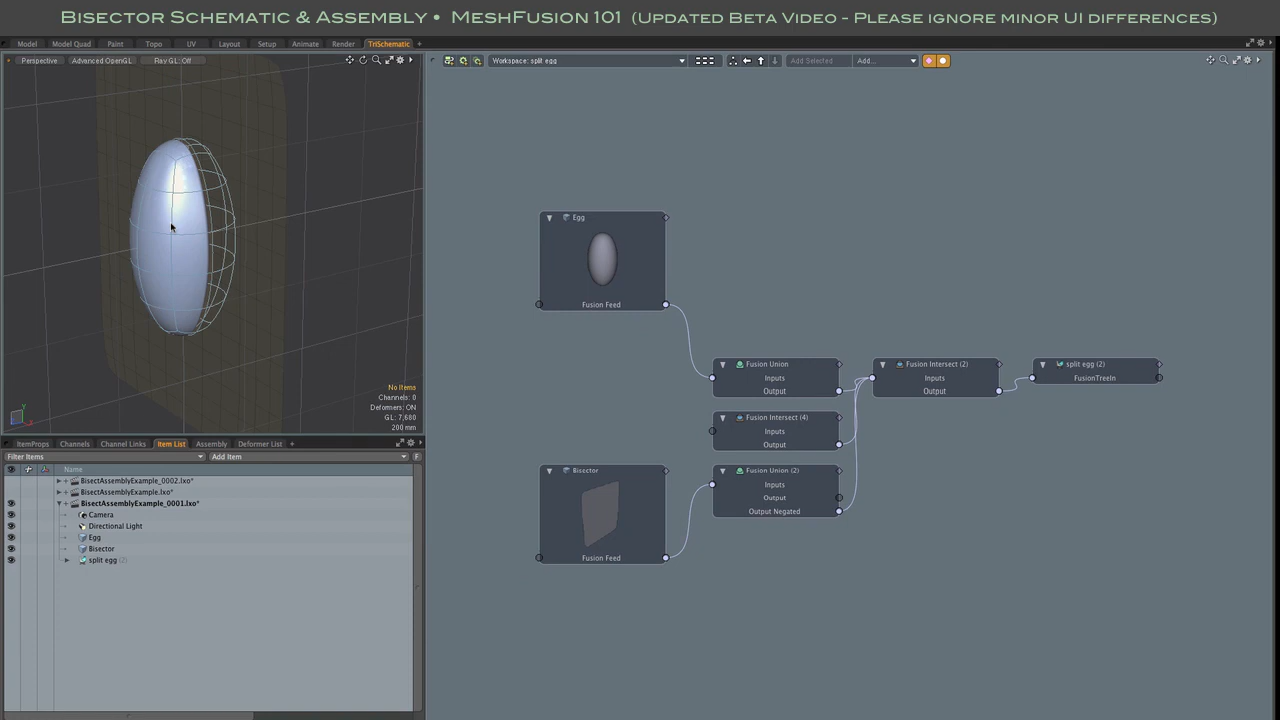 Bisector Schematic & Assembly • MeshFusion 101 (Updated Beta Video - Please ignore minor UI differences)
Model Model Quad Paint Topo UV Layout Setup Animate Render TriSchematic +
Perspective Advanced OpenGL Ray GL: Off
Workspace: split egg Add Selected Add...
Egg
Fusion Feed
Fusion Union
Inputs
Output
Fusion Intersect (2)
Inputs
Output
split egg (2)
FusionTreeIn
Fusion Intersect (4)
Inputs
Output
Bisector
Fusion Feed
Fusion Union (2)
Inputs
Output
Output Negated
No Items
Channels: 0
Deformers: ON
GL: 7,680
200 mm
Y
X
ItemProps Channels Channel Links Item List Assembly Deformer List +
Filter Items Add Item F
Name
BisectAssemblyExample_0002.lxo*
BisectAssemblyExample.lxo*
BisectAssemblyExample_0001.lxo*
Camera
Directional Light
Egg
Bisector
split egg (2)